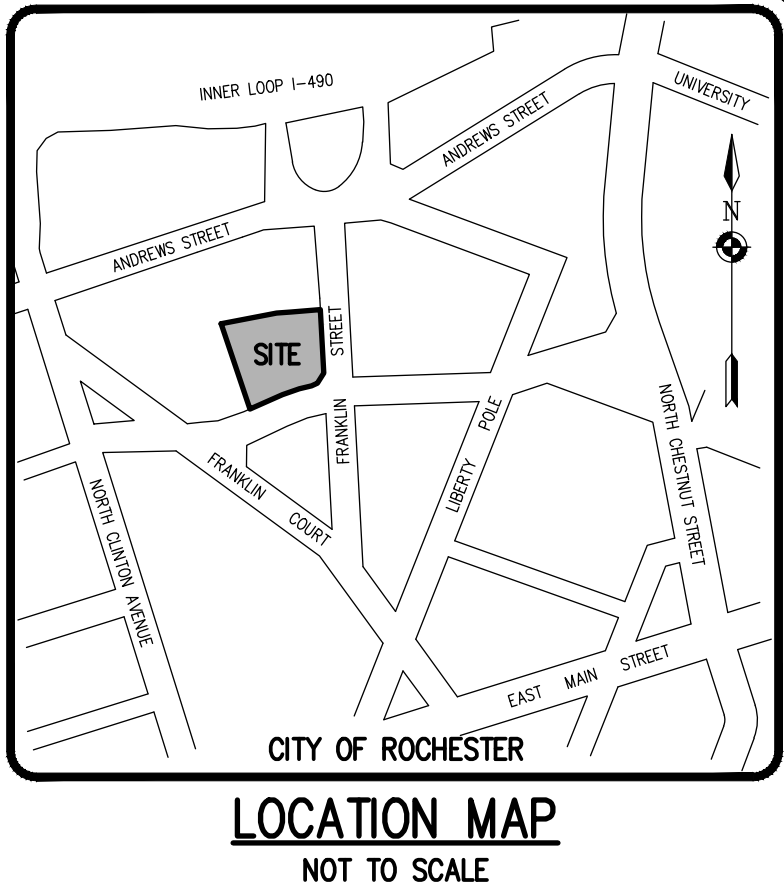 INNER LOOP I-490
UNIVERSITY
ANDREWS STREET
N
ANDREWS STREET
SITE
FRANKLIN STREET
LIBERTY POLE
NORTH CHESTNUT STREET
FRANKLIN COURT
NORTH CLINTON AVENUE
EAST MAIN STREET
CITY OF ROCHESTER
LOCATION MAP
NOT TO SCALE